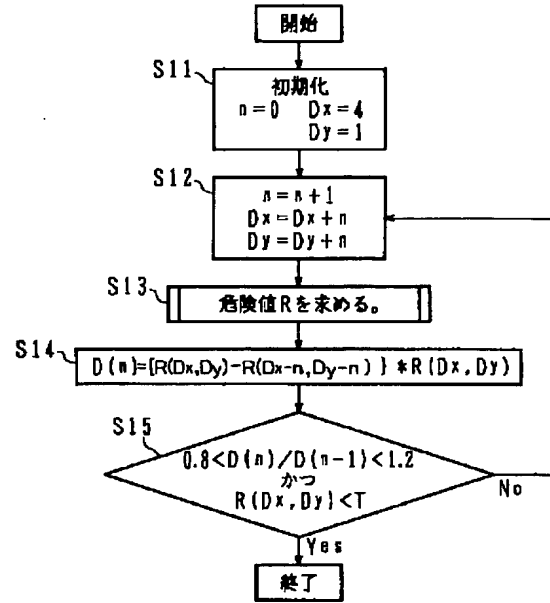 開始
S11
初期化
n=0 Dx=4
Dy=1
S12
n=n+1
Dx=Dx+n
Dy=Dy+n
S13
危険値Rを求める。
S14
D(n)={R(Dx,Dy)-R(Dx-n,Dy-n)}*R(Dx,Dy)
S15
0.8<D(n)/D(n-1)<1.2
かつ
R(Dx,Dy)<T
No
Yes
終了